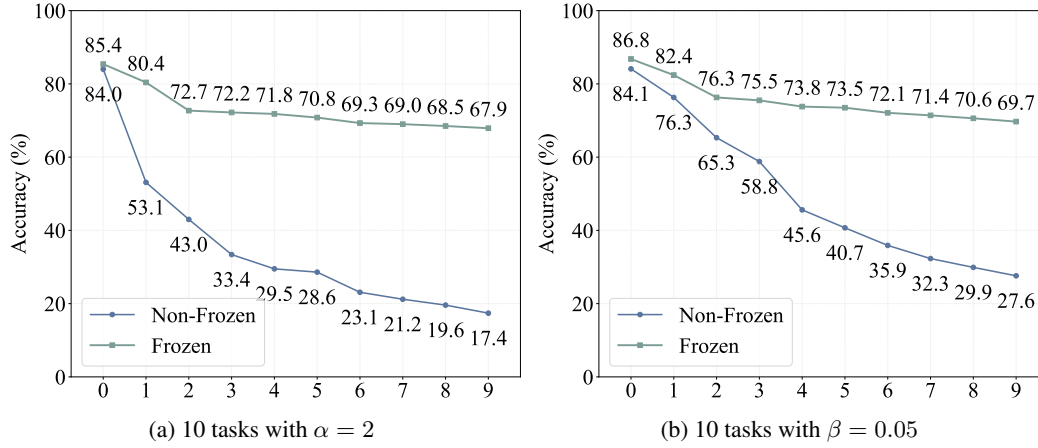 100
80
60
40
20
0
Accuracy (%)
85.4
80.4
72.7 72.2 71.8 70.8 69.3 69.0 68.5 67.9
84.0
53.1
43.0
33.4
29.5 28.6
23.1 21.2 19.6 17.4
Non-Frozen
Frozen
0 1 2 3 4 5 6 7 8 9
(a) 10 tasks with α = 2
100
80
60
40
20
0
Accuracy (%)
86.8
82.4
76.3 75.5 73.8 73.5 72.1 71.4 70.6 69.7
84.1
76.3
65.3
58.8
45.6
40.7
35.9
32.3
29.9
27.6
Non-Frozen
Frozen
0 1 2 3 4 5 6 7 8 9
(b) 10 tasks with β = 0.05